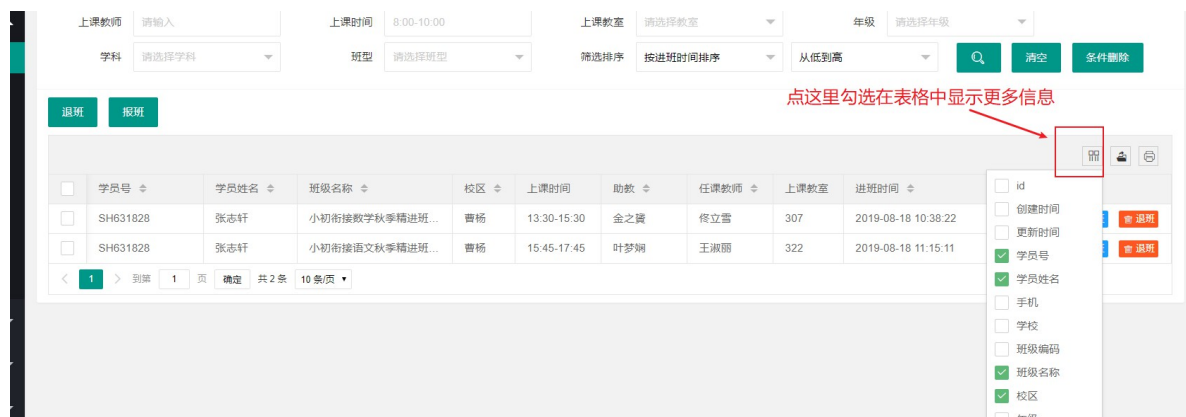 上课教师 请输入 上课时间 8:00-10:00 上课教室 请选择教室 年级 请选择年级
学科 请选择学科 班型 请选择班型 筛选排序 按进班时间排序 从低到高 清空 条件删除
点这里勾选在表格中显示更多信息
退班 报班
学员号 学员姓名 班级名称 校区 上课时间 助教 任课教师 上课教室 进班时间
SH631828 张志轩 小初衔接数学秋季精进班... 曹杨 13:30-15:30 金之簧 佟立雪 307 2019-08-18 10:38:22 退班
SH631828 张志轩 小初衔接语文秋季精进班... 曹杨 15:45-17:45 叶梦娴 王淑丽 322 2019-08-18 11:15:11 退班
1 到第 1 页 确定 共 2 条 10 条/页
id
创建时间
更新时间
学员号
学员姓名
手机
学校
班级编码
班级名称
校区